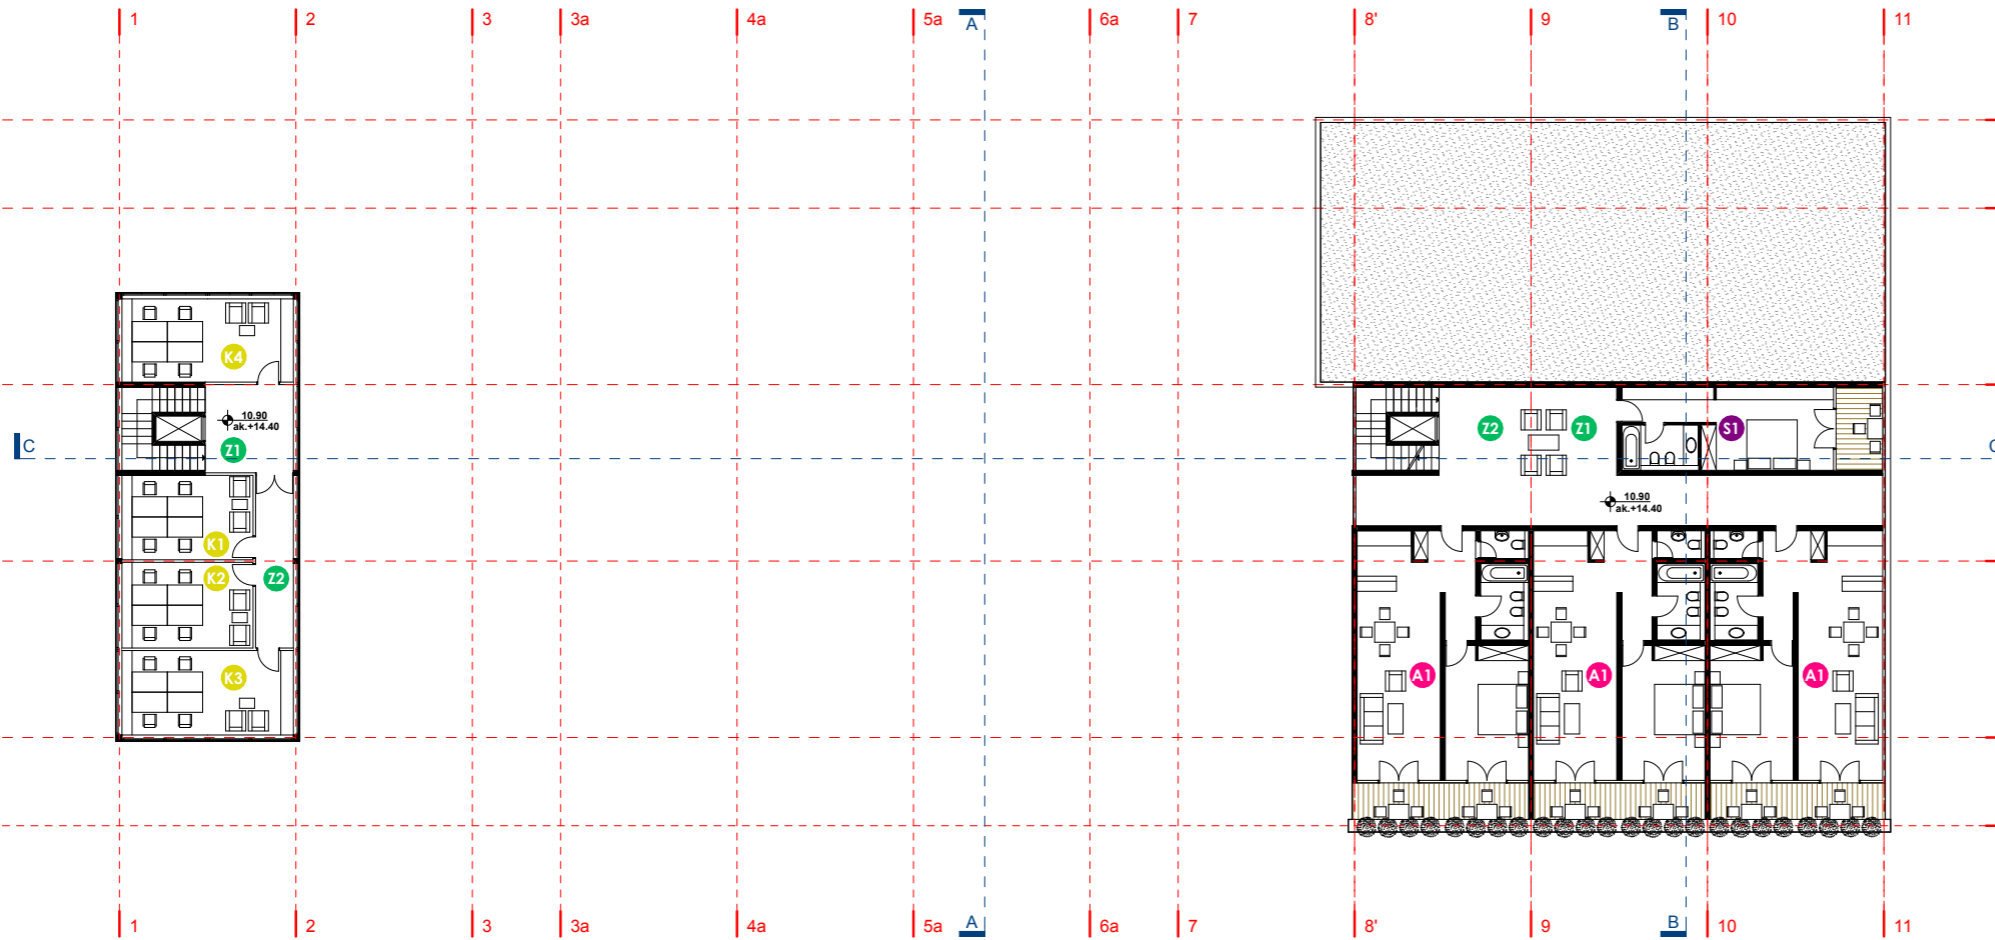 1 2 3 3a 4a 5a A 6a 7 8' 9 B 10 11
K4
10.90
ak.+14.40
Z1
C
Z2 Z1 S1
C
10.90
ak.+14.40
K1
K2 Z2
K3
A1 A1 A1
1 2 3 3a 4a 5a A 6a 7 8' 9 B 10 11